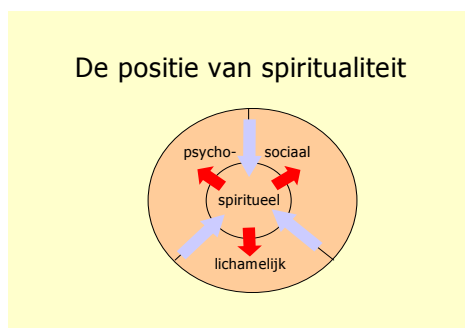 De positie van spiritualiteit
psycho- sociaal
spiritueel
lichamelijk